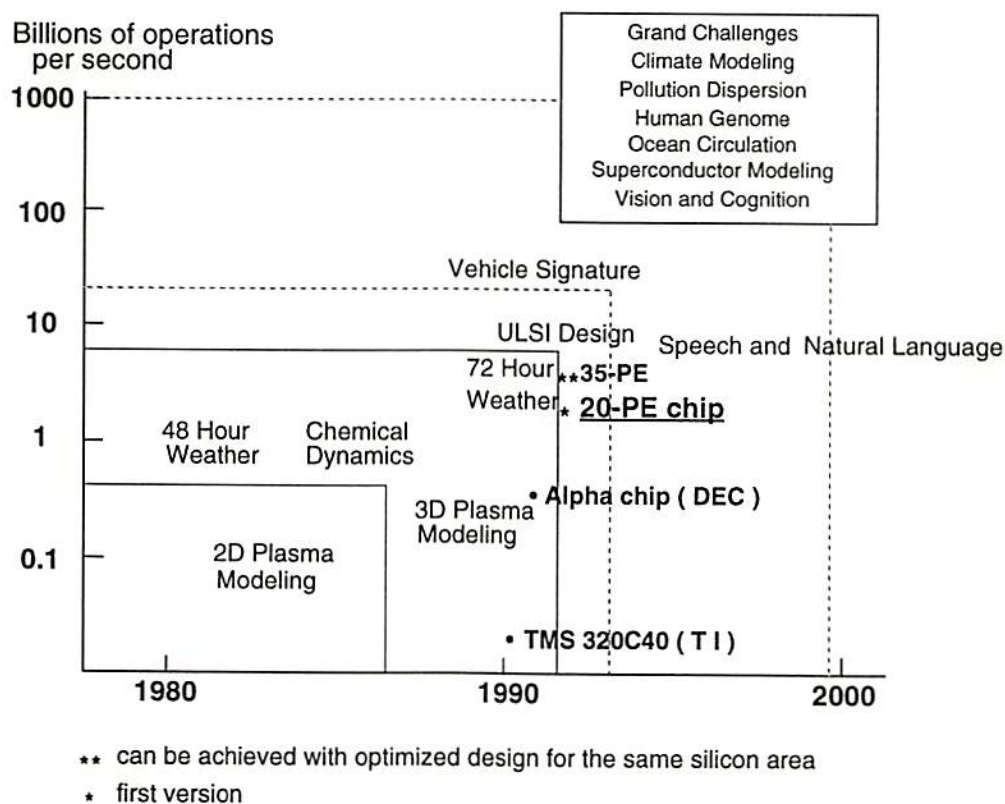 Billions of operations
per second
1000
100
10
1
0.1
Grand Challenges
Climate Modeling
Pollution Dispersion
Human Genome
Ocean Circulation
Superconductor Modeling
Vision and Cognition
Vehicle Signature
ULSI Design
Speech and Natural Language
72 Hour
Weather
** 35-PE
* 20-PE chip
48 Hour
Weather
Chemical
Dynamics
• Alpha chip ( DEC )
3D Plasma
Modeling
2D Plasma
Modeling
• TMS 320C40 ( T I )
1980
1990
2000
** can be achieved with optimized design for the same silicon area
* first version